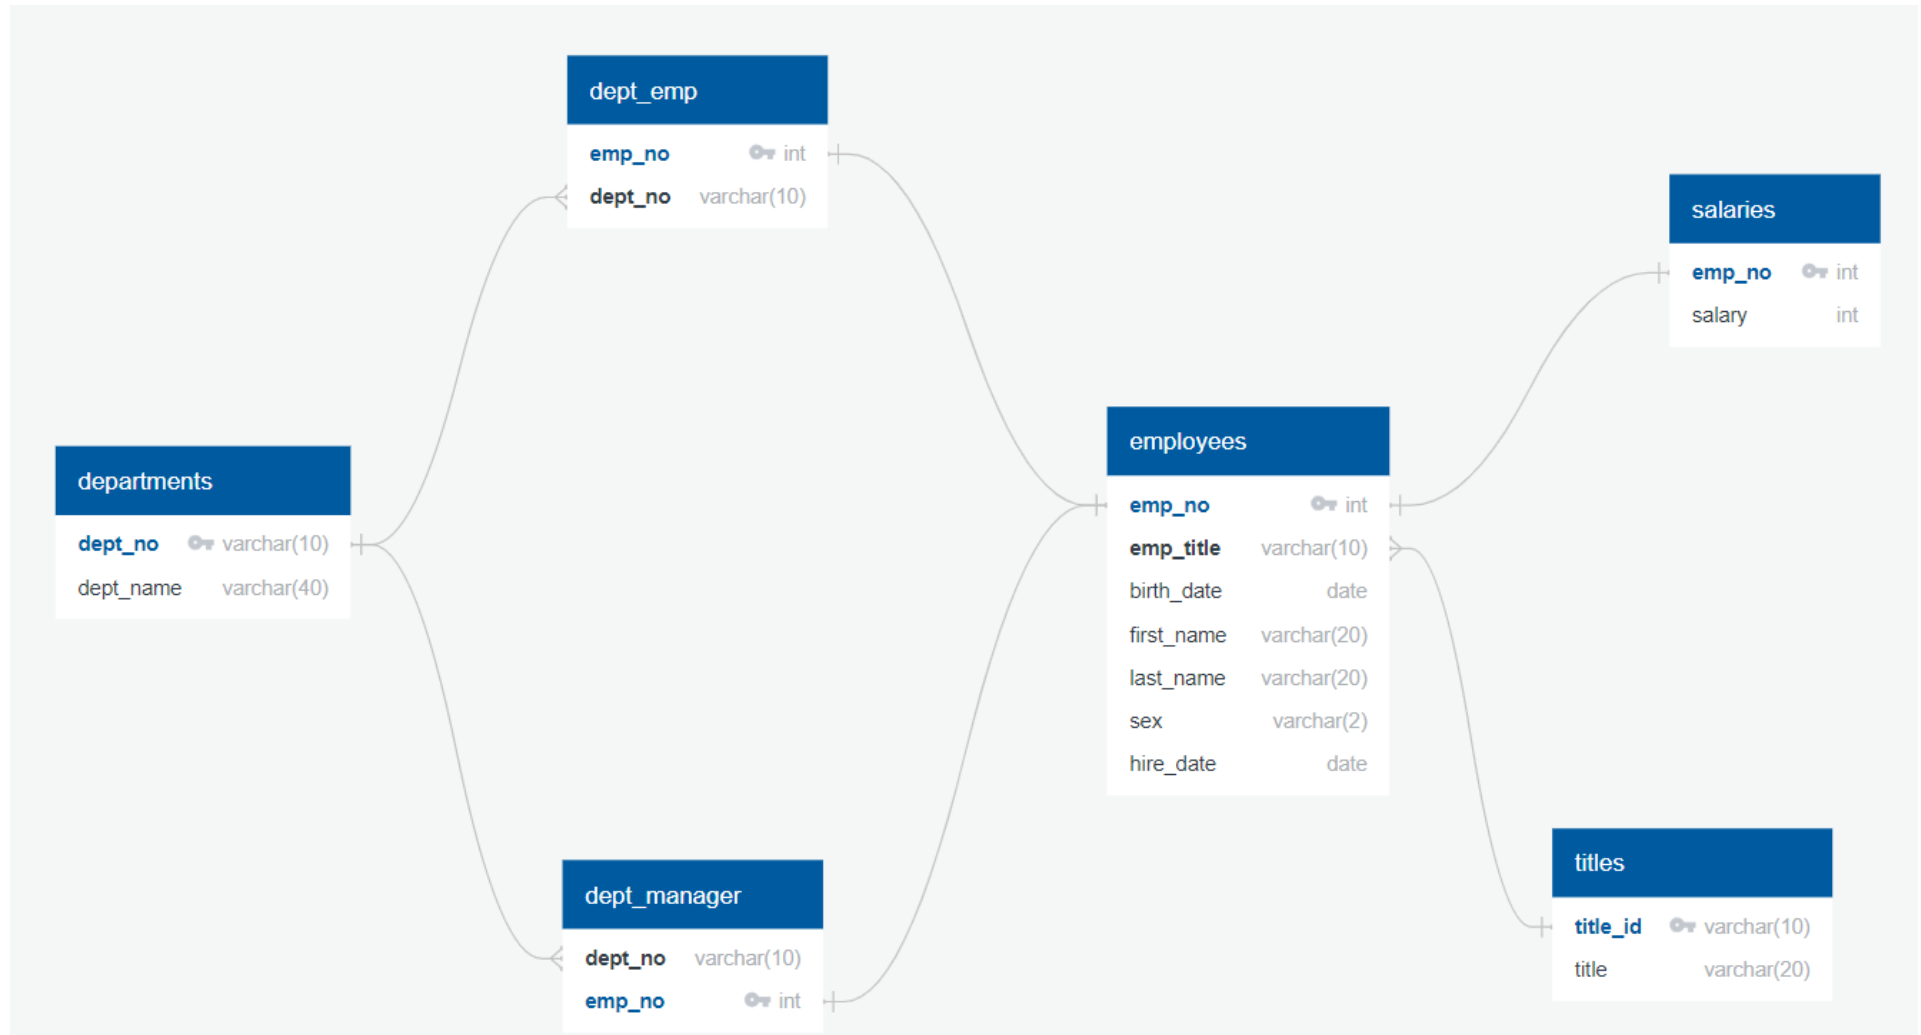 dept_emp
emp_no int
dept_no varchar(10)
salaries
emp_no int
salary int
employees
emp_no int
emp_title varchar(10)
birth_date date
first_name varchar(20)
last_name varchar(20)
sex varchar(2)
hire_date date
departments
dept_no varchar(10)
dept_name varchar(40)
dept_manager
dept_no varchar(10)
emp_no int
titles
title_id varchar(10)
title varchar(20)